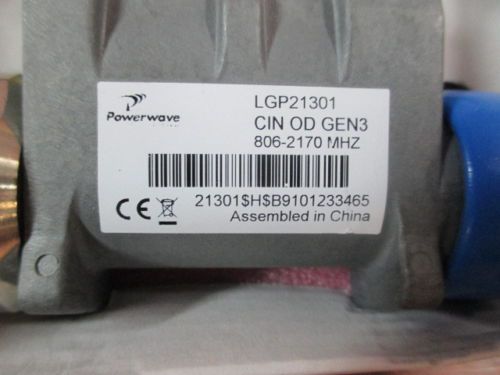 Powerwave
LGP21301
CIN OD GEN3
806-2170 MHZ
21301$H$B9101233465
Assembled in China
CE